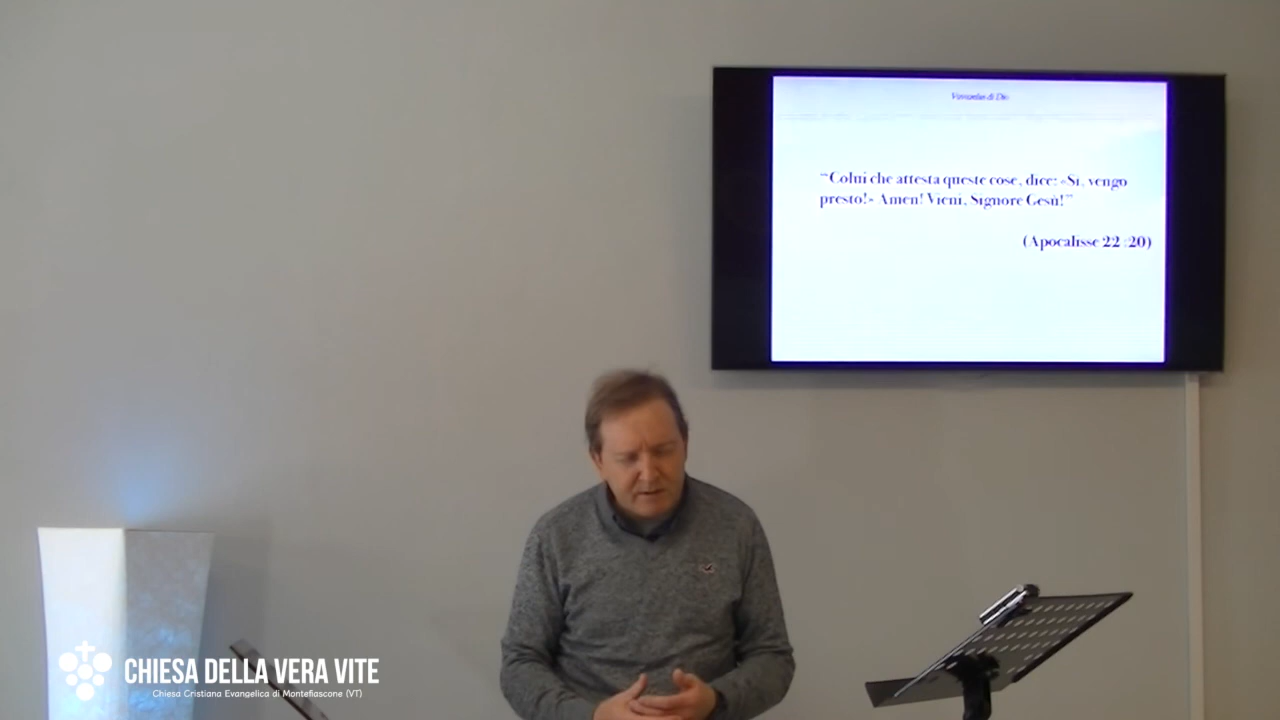 “Colui che attesta queste cose, dice: «Sì, vengo
presto!» Amen! Vieni, Signore Gesù!”
(Apocalisse 22 :20)
CHIESA DELLA VERA VITE
Chiesa Cristiana Evangelica di Montefiascone (VT)